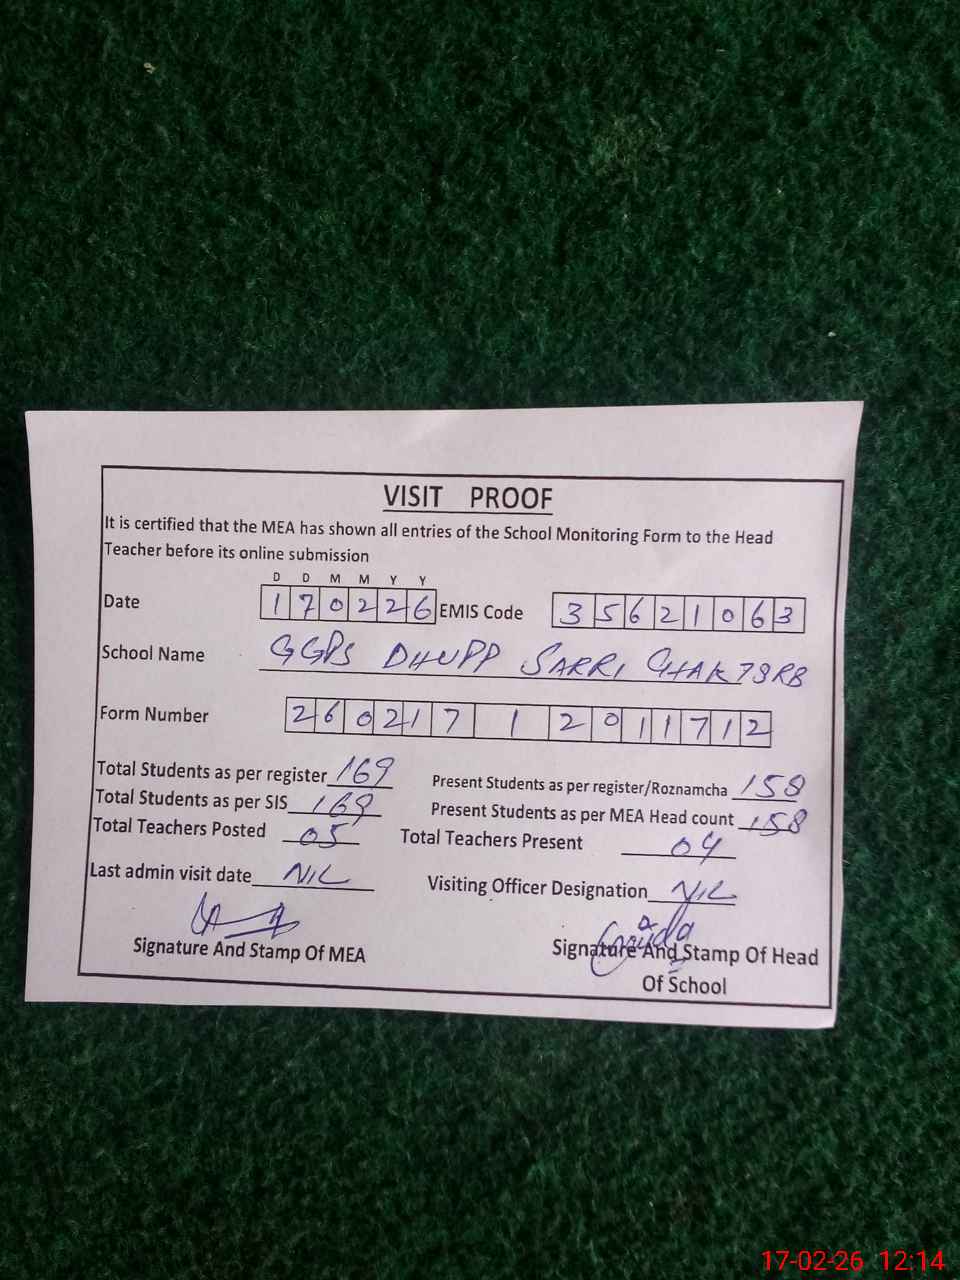 VISIT PROOF
It is certified that the MEA has shown all entries of the School Monitoring Form to the Head
Teacher before its online submission
D D M M Y Y
Date 170226 EMIS Code 35621063
School Name GGPS DHUPP SARRI CHAK 78RB
Form Number 260217 1 2011712
Total Students as per register 169 Present Students as per register/Roznamcha 158
Total Students as per SIS 169 Present Students as per MEA Head count 158
Total Teachers Posted 05 Total Teachers Present 04
Last admin visit date NIL Visiting Officer Designation NIL
Signature And Stamp Of MEA Signature And Stamp Of Head
Of School
17-02-26 12:14